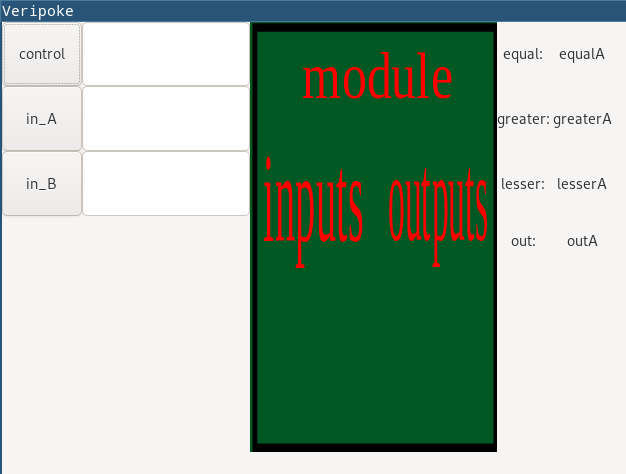 Veripoke
control
in_A
in_B
module
inputs outputs
equal: equalA
greater: greaterA
lesser: lesserA
out: outA